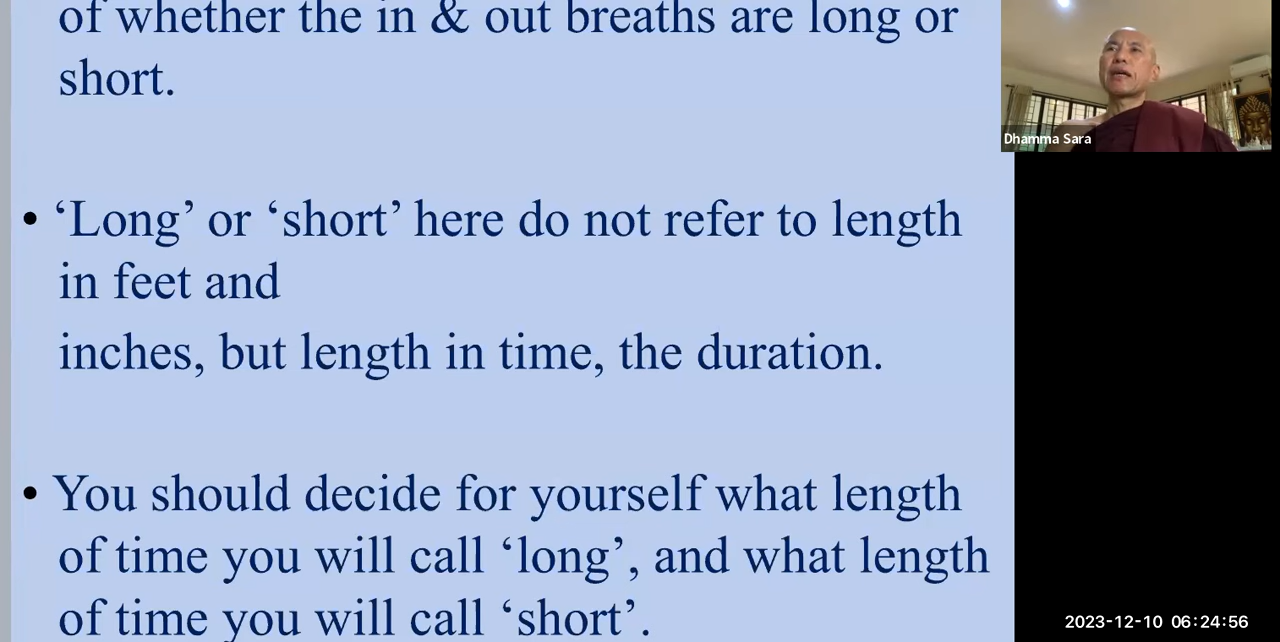 of whether the in & out breaths are long or
short.
• ‘Long’ or ‘short’ here do not refer to length
in feet and
inches, but length in time, the duration.
• You should decide for yourself what length
of time you will call ‘long’, and what length
of time you will call ‘short’.
Dhamma Sara
2023-12-10 06:24:56